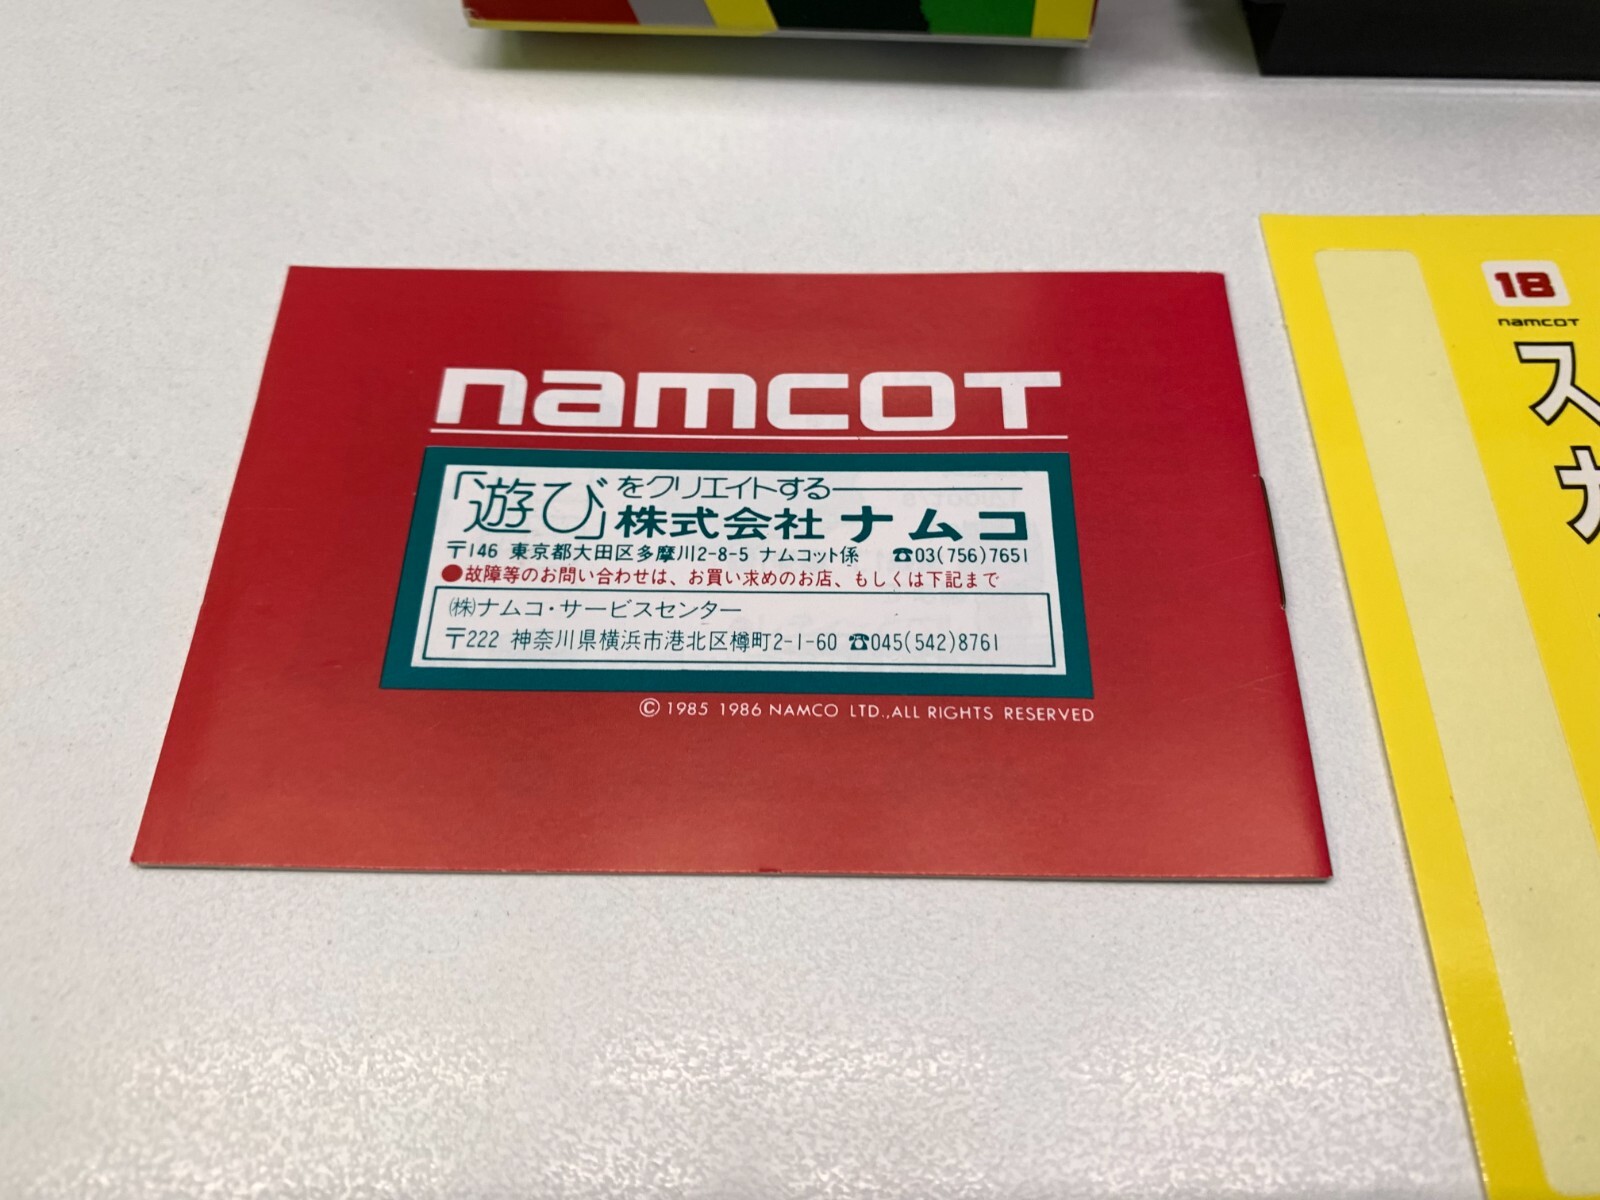 namcot
「遊び」をクリエイトする
株式会社ナムコ
〒146 東京都大田区多摩川2-8-5 ナムコット係 ☎03(756)7651
●故障等のお問い合わせは、お買い求めのお店、もしくは下記まで
㈱ナムコ・サービスセンター
〒222 神奈川県横浜市港北区樽町2-1-60 ☎045(542)8761
© 1985 1986 NAMCO LTD.,ALL RIGHTS RESERVED
18
namcot
ス
カ